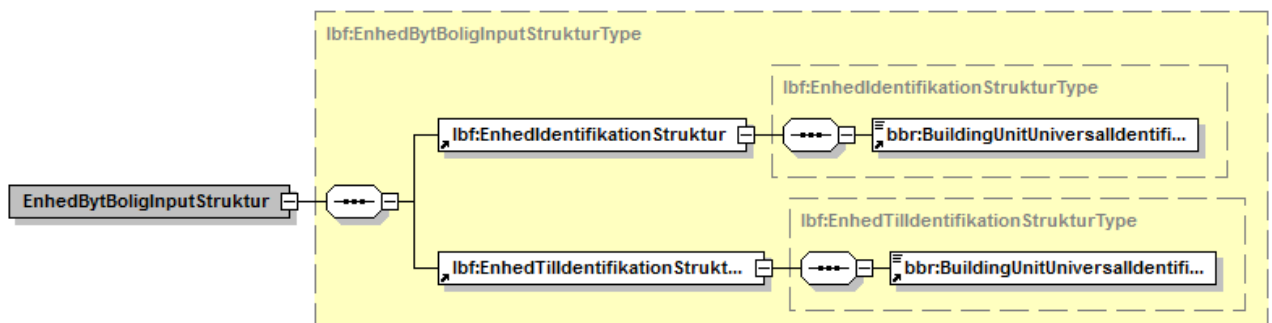 lbf:EnhedBytBoligInputStrukturType
lbf:EnhedIdentifikationStrukturType
lbf:EnhedIdentifikationStruktur
bbr:BuildingUnitUniversalIdentifi...
EnhedBytBoligInputStruktur
lbf:EnhedTilIdentifikationStrukturType
lbf:EnhedTilIdentifikationStrukt...
bbr:BuildingUnitUniversalIdentifi...